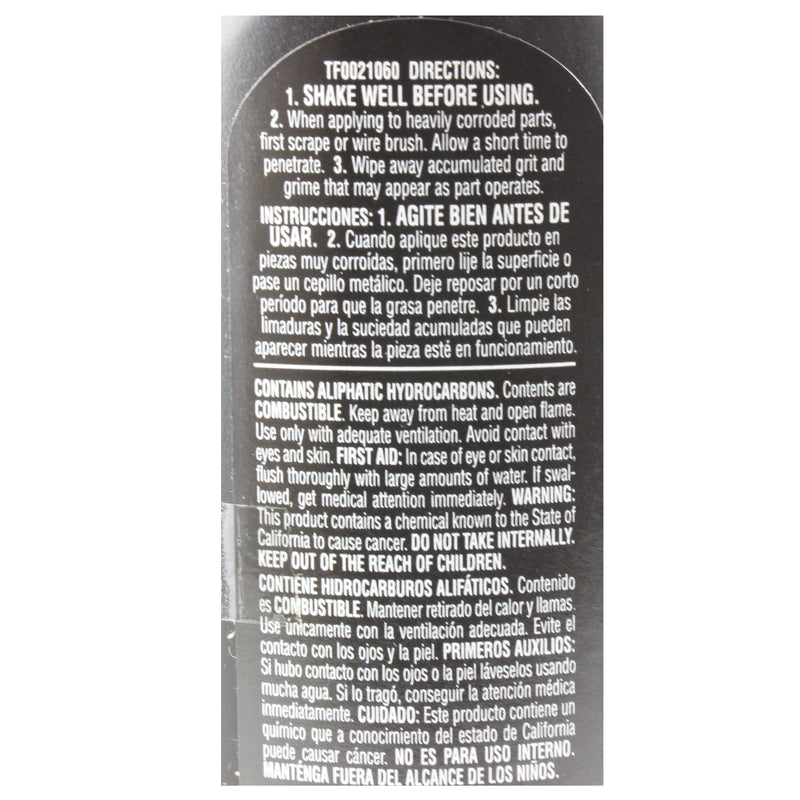 TF0021060 DIRECTIONS:
1. SHAKE WELL BEFORE USING.
2. When applying to heavily corroded parts,
first scrape or wire brush. Allow a short time to
penetrate. 3. Wipe away accumulated grit and
grime that may appear as part operates.
INSTRUCCIONES: 1. AGITE BIEN ANTES DE
USAR. 2. Cuando aplique este producto en
piezas muy corroídas, primero lije la superficie o
pase un cepillo metálico. Deje reposar por un corto
período para que la grasa penetre. 3. Limpie las
limaduras y la suciedad acumuladas que pueden
aparecer mientras la pieza esté en funcionamiento.
CONTAINS ALIPHATIC HYDROCARBONS. Contents are
COMBUSTIBLE. Keep away from heat and open flame.
Use only with adequate ventilation. Avoid contact with
eyes and skin. FIRST AID: In case of eye or skin contact,
flush thoroughly with large amounts of water. If swal-
lowed, get medical attention immediately. WARNING:
This product contains a chemical known to the State of
California to cause cancer. DO NOT TAKE INTERNALLY.
KEEP OUT OF THE REACH OF CHILDREN.
CONTIENE HIDROCARBUROS ALIFÁTICOS. Contenido
es COMBUSTIBLE. Mantener retirado del calor y llamas.
Use únicamente con la ventilación adecuada. Evite el
contacto con los ojos y la piel. PRIMEROS AUXILIOS:
Si hubo contacto con los ojos o la piel láveselos usando
mucha agua. Si lo tragó, conseguir la atención médica
inmediatamente. CUIDADO: Este producto contiene un
químico que a conocimiento del estado de California
puede causar cáncer. NO ES PARA USO INTERNO.
MANTÉNGA FUERA DEL ALCANCE DE LOS NIÑOS.